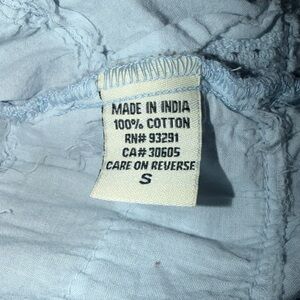 MADE IN INDIA
100% COTTON
RN# 93291
CA# 30605
CARE ON REVERSE
S